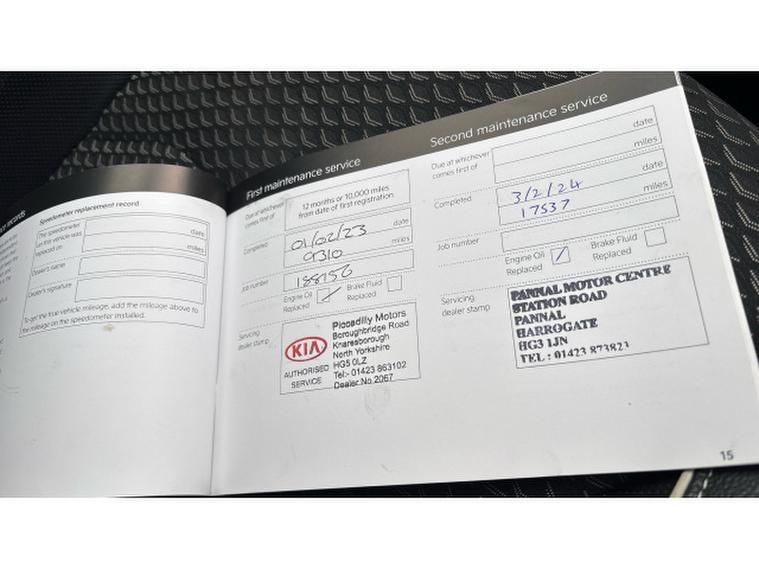 ce records
Speedometer replacement record
The speedometer
on this vehicle was
replaced on
date
miles
Dealer's name
Dealer's signature
To get the true vehicle mileage, add the mileage above to
the mileage on the speedometer installed.
First maintenance service
Due at whichever
comes first of
12 months or 10,000 miles
from date of first registration
Completed
01/02/23 date
9310 miles
Job number
188156
Engine Oil
Replaced
Brake Fluid
Replaced
Servicing
dealer stamp
KIA
AUTHORISED
SERVICE
Piccadilly Motors
Boroughbridge Road
Knaresborough
North Yorkshire
HG5 0LZ
Tel:- 01423 863102
Dealer No 2067
Second maintenance service
Due at whichever
comes first of
date
miles
Completed
3/2/24 date
17537 miles
Job number
Engine Oil
Replaced
Brake Fluid
Replaced
Servicing
dealer stamp
PANNAL MOTOR CENTRE
STATION ROAD
PANNAL
HARROGATE
HG3 1JN
TEL: 01423 873823
15